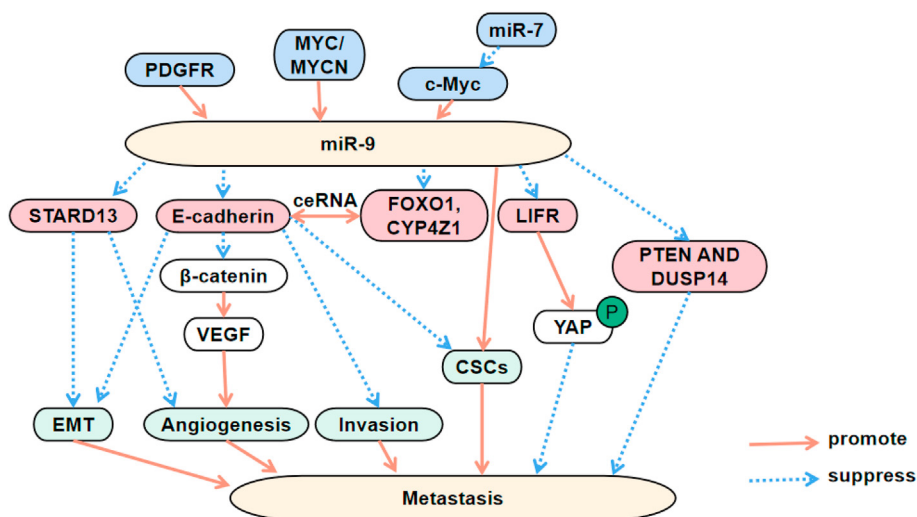 miR-7
MYC/
MYCN
PDGFR
c-Myc
miR-9
ceRNA
STARD13
E-cadherin
FOXO1,
CYP4Z1
LIFR
PTEN AND
DUSP14
β-catenin
P
YAP
VEGF
CSCs
EMT
Angiogenesis
Invasion
promote
suppress
Metastasis